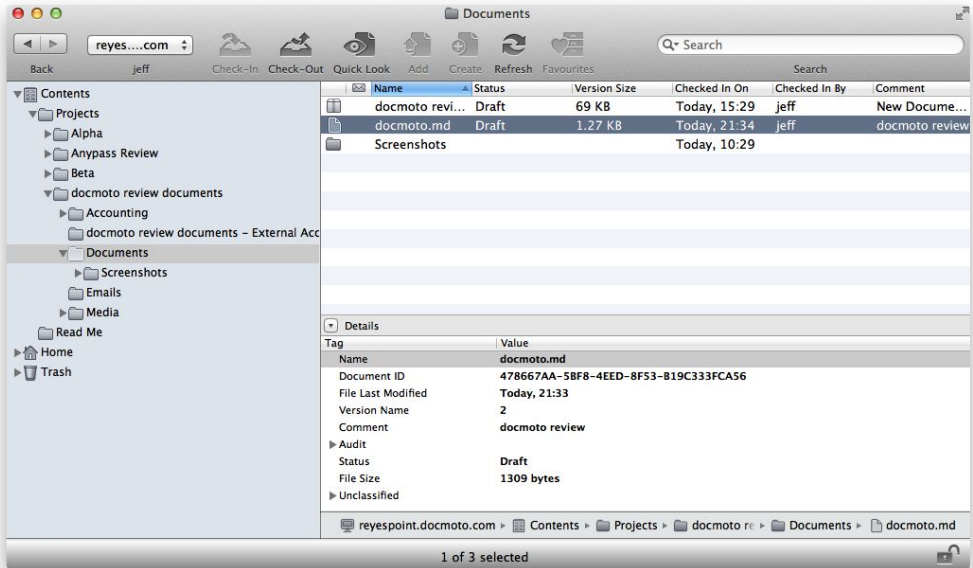 Documents
reyes....com
Search
Back
jeff
Check-In
Check-Out
Quick Look
Add
Create
Refresh
Favourites
Search
Contents
Projects
Alpha
Anypass Review
Beta
docmoto review documents
Accounting
docmoto review documents – External Acc
Documents
Screenshots
Emails
Media
Read Me
Home
Trash
Name Status Version Size Checked In On Checked In By Comment
docmoto revi... Draft 69 KB Today, 15:29 jeff New Docume...
docmoto.md Draft 1.27 KB Today, 21:34 jeff docmoto review
Screenshots Today, 10:29
Details
Tag Value
Name docmoto.md
Document ID 478667AA-5BF8-4EED-8F53-B19C333FCA56
File Last Modified Today, 21:33
Version Name 2
Comment docmoto review
Audit
Status Draft
File Size 1309 bytes
Unclassified
reyespoint.docmoto.com Contents Projects docmoto re Documents docmoto.md
1 of 3 selected